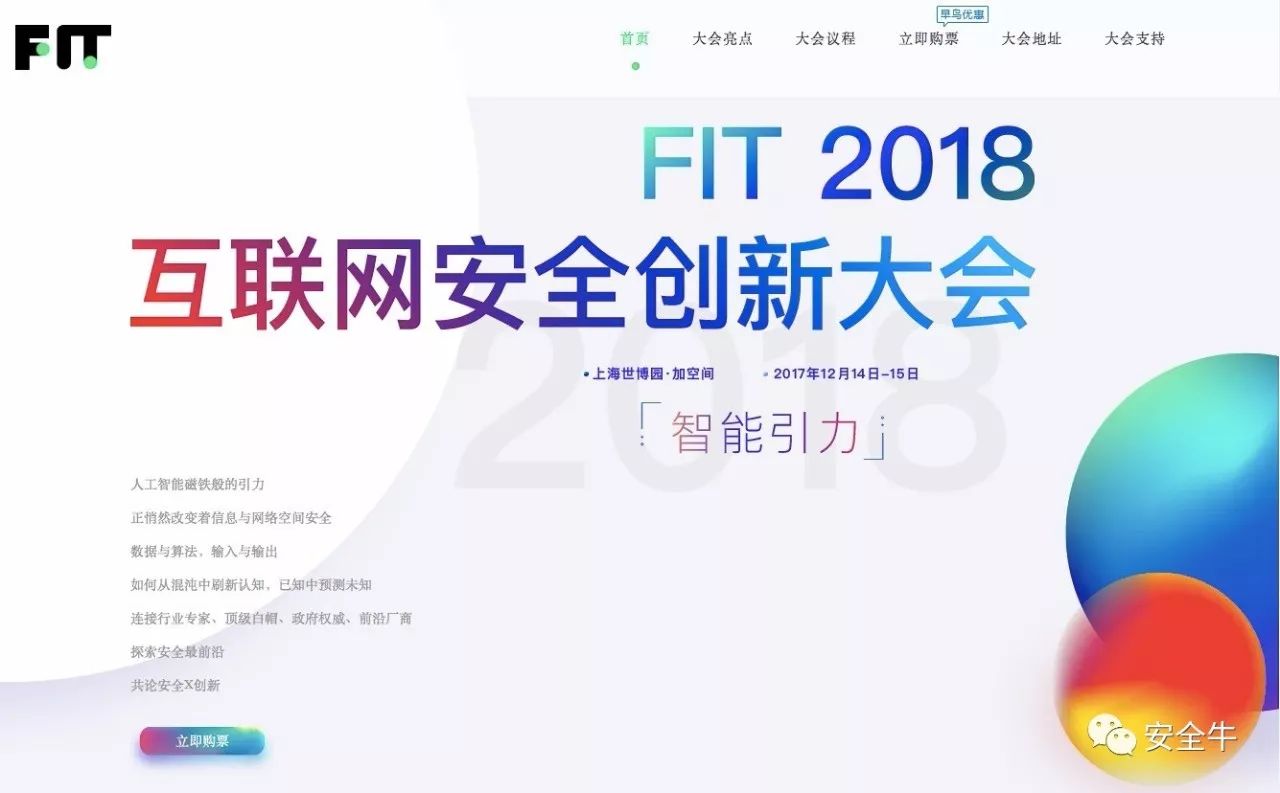 FIT
早鸟优惠
首页 大会亮点 大会议程 立即购票 大会地址 大会支持
FIT 2018
互联网安全创新大会
2018
上海世博园·加空间 2017年12月14日-15日
「智能引力」
人工智能磁铁般的引力
正悄然改变着信息与网络空间安全
数据与算法，输入与输出
如何从混沌中刷新认知，已知中预测未知
连接行业专家、顶级白帽、政府权威、前沿厂商
探索安全最前沿
共论安全X创新
立即购票
安全牛